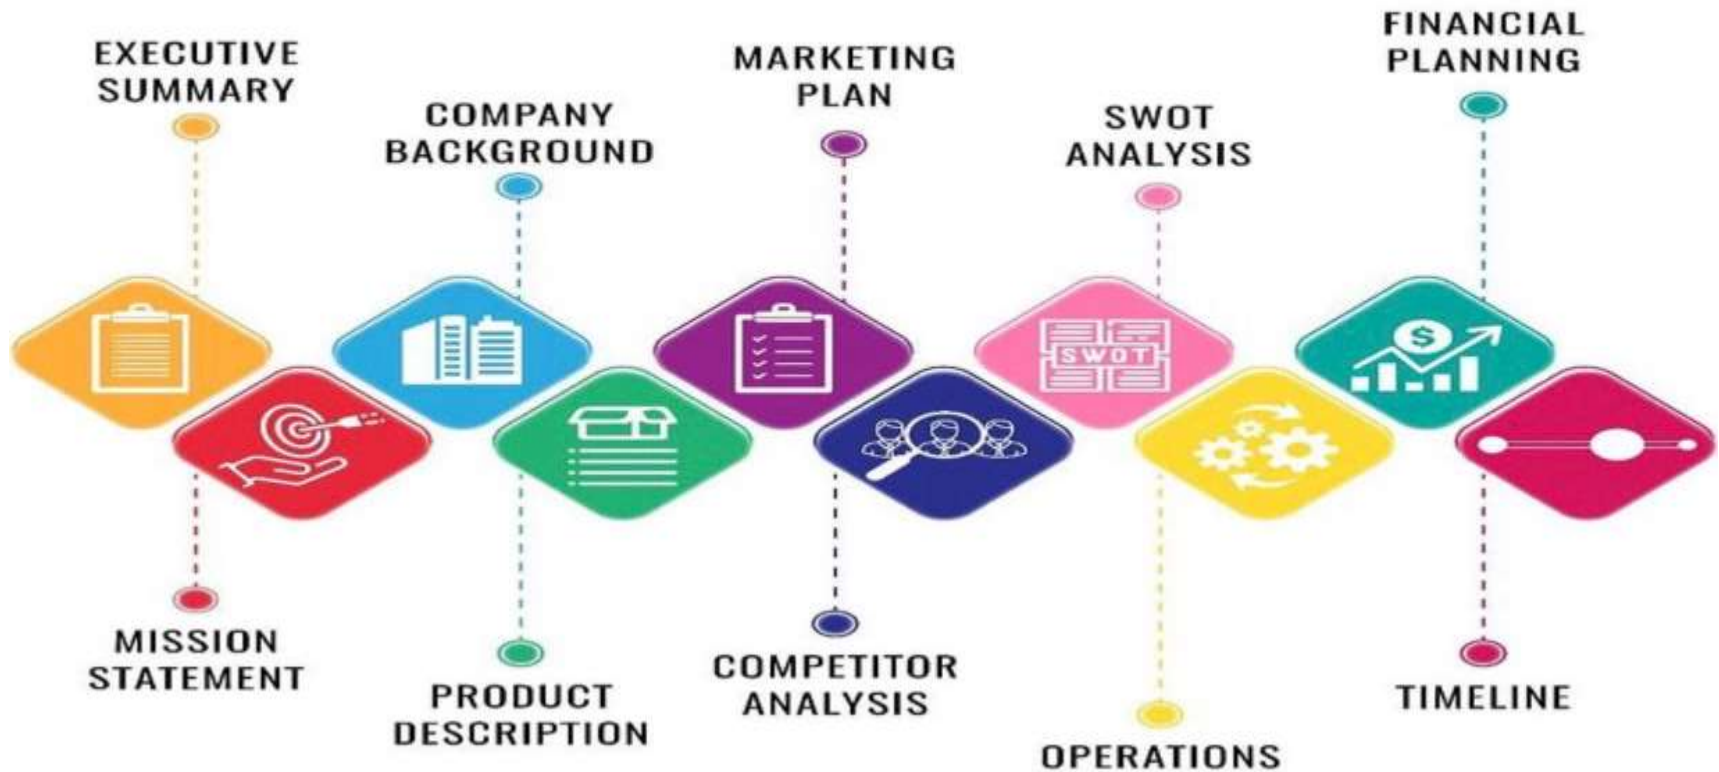 EXECUTIVE
SUMMARY
COMPANY
BACKGROUND
MARKETING
PLAN
SWOT
ANALYSIS
FINANCIAL
PLANNING
$
SWOT
MISSION
STATEMENT
PRODUCT
DESCRIPTION
COMPETITOR
ANALYSIS
OPERATIONS
TIMELINE